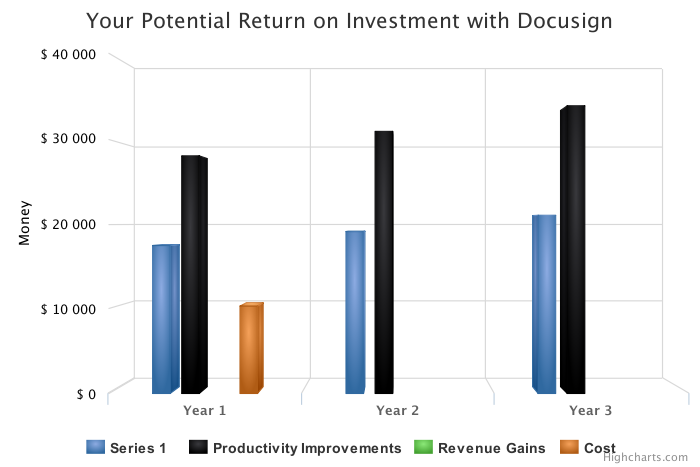 Your Potential Return on Investment with Docusign
$ 40 000
$ 30 000
$ 20 000
$ 10 000
$ 0
Money
Year 1
Year 2
Year 3
Series 1
Productivity Improvements
Revenue Gains
Cost
Highcharts.com